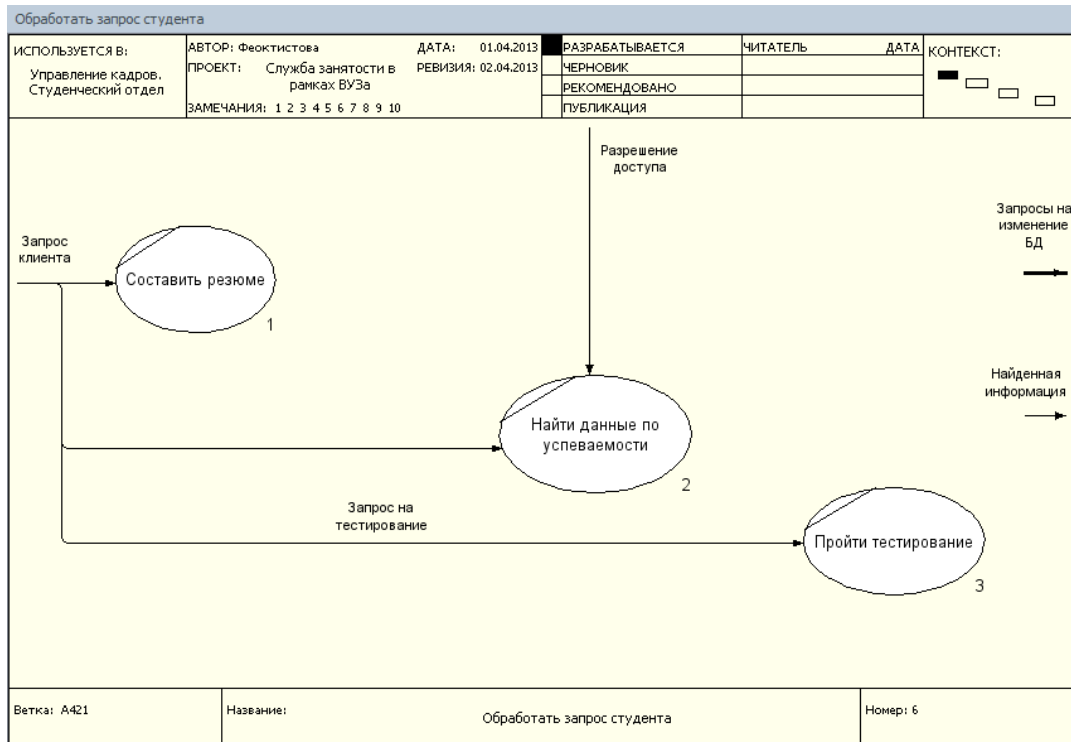 Обработать запрос студента
ИСПОЛЬЗУЕТСЯ В:
Управление кадров.
Студенческий отдел
АВТОР: Феоктистова
ДАТА: 01.04.2013
ПРОЕКТ: Служба занятости в
рамках ВУЗа
РЕВИЗИЯ: 02.04.2013
ЗАМЕЧАНИЯ: 1 2 3 4 5 6 7 8 9 10
РАЗРАБАТЫВАЕТСЯ
ЧЕРНОВИК
РЕКОМЕНДОВАНО
ПУБЛИКАЦИЯ
ЧИТАТЕЛЬ ДАТА
КОНТЕКСТ:
Разрешение
доступа
Запросы на
изменение
БД
Запрос
клиента
Составить резюме
1
Найденная
информация
Найти данные по
успеваемости
2
Запрос на
тестирование
Пройти тестирование
3
Ветка: А421
Название:
Обработать запрос студента
Номер: 6